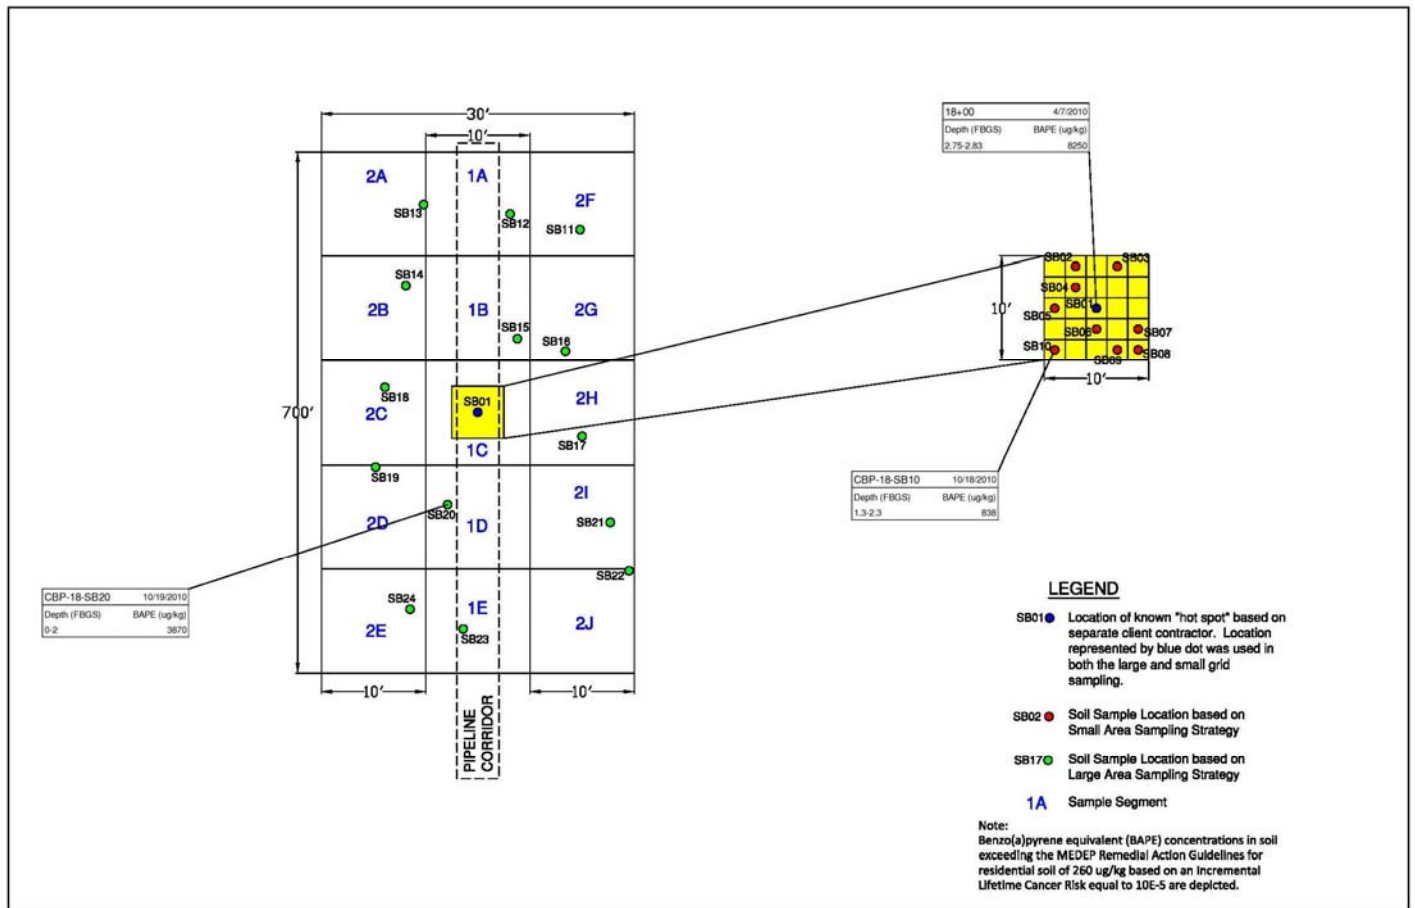 30'
10'
2A
1A
2F
SB13
SB12
SB11
SB14
2B
1B
2G
SB15
SB16
700'
SB18
SB01
2H
2C
SB17
1C
SB19
2I
SB20
2D
1D
SB21
SB22
SB24
1E
2E
SB23
2J
10'
10'
PIPELINE
CORRIDOR
CBP-18-SB20 10/19/2010
Depth (FBGS) BAPE (ug/kg)
0-2 3870
18+00 4/7/2010
Depth (FBGS) BAPE (ug/kg)
2.75-2.83 8250
SB02
SB03
SB04
10'
SB01
SB05
SB06
SB07
SB10
SB09
SB08
10'
CBP-18-SB10 10/18/2010
Depth (FBGS) BAPE (ug/kg)
1.3-2.3 838
LEGEND
SB01 Location of known "hot spot" based on
separate client contractor. Location
represented by blue dot was used in
both the large and small grid
sampling.
SB02 Soil Sample Location based on
Small Area Sampling Strategy
SB17 Soil Sample Location based on
Large Area Sampling Strategy
1A Sample Segment
Note:
Benzo(a)pyrene equivalent (BAPE) concentrations in soil
exceeding the MEDEP Remedial Action Guidelines for
residential soil of 260 ug/kg based on an Incremental
Lifetime Cancer Risk equal to 10E-5 are depicted.